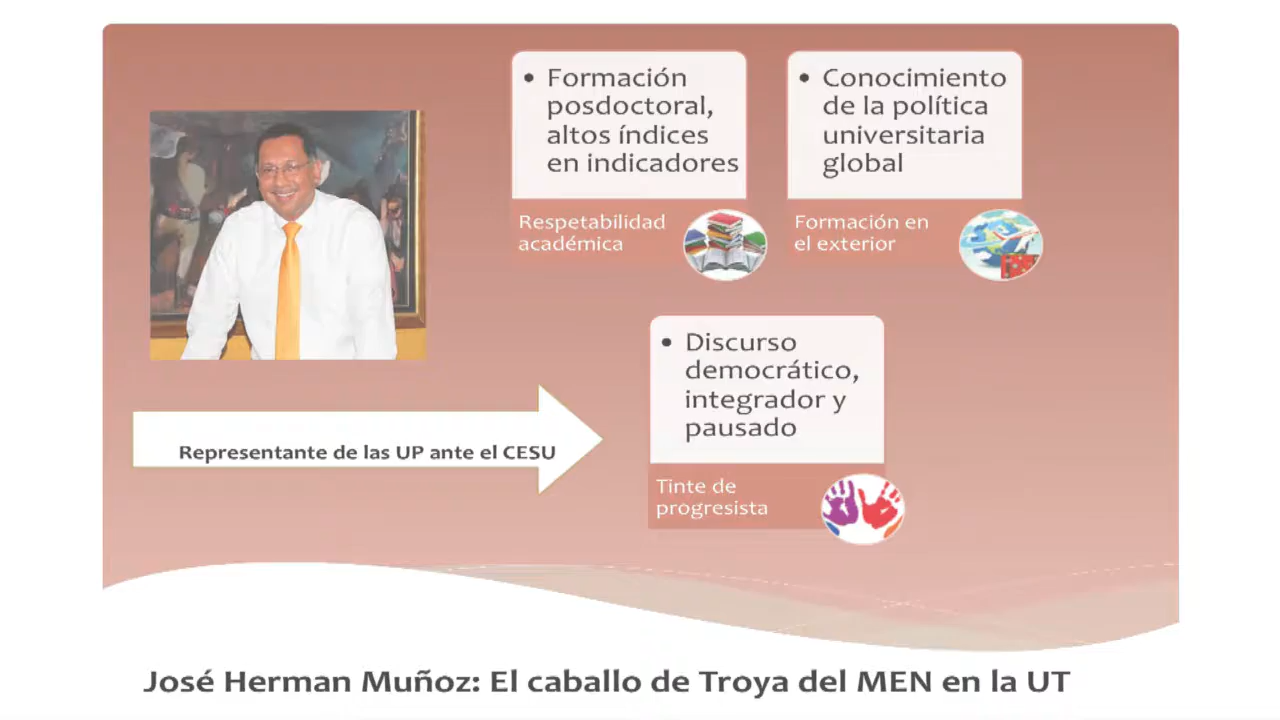 • Formación
posdoctoral,
altos índices
en indicadores
Respetabilidad
académica
• Conocimiento
de la política
universitaria
global
Formación en
el exterior
• Discurso
democrático,
integrador y
pausado
Tinte de
progresista
Representante de las UP ante el CESU
José Herman Muñoz: El caballo de Troya del MEN en la UT